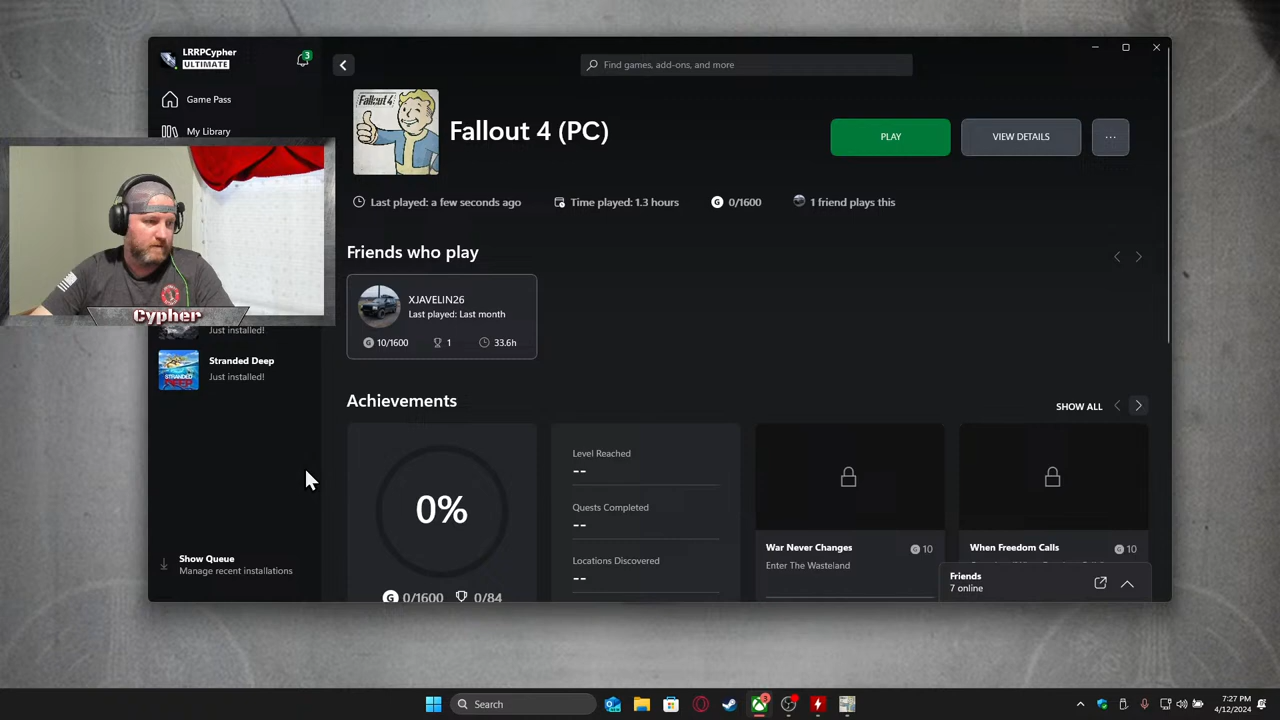 LRRPCypher
ULTIMATE
3
Find games, add-ons, and more
Game Pass
My Library
Fallout 4
Fallout 4 (PC)
PLAY
VIEW DETAILS
...
Last played: a few seconds ago
Time played: 1.3 hours
G 0/1600
1 friend plays this
Friends who play
XJAVELIN26
Last played: Last month
G 10/1600
1
33.6h
Cypher
Just installed!
STRANDED DEEP
Stranded Deep
Just installed!
Achievements
SHOW ALL
0%
G 0/1600
0/84
Level Reached
--
Quests Completed
--
Locations Discovered
--
War Never Changes
G 10
Enter The Wasteland
When Freedom Calls
G 10
Show Queue
Manage recent installations
Friends
7 online
Search
3
7:27 PM
4/12/2024